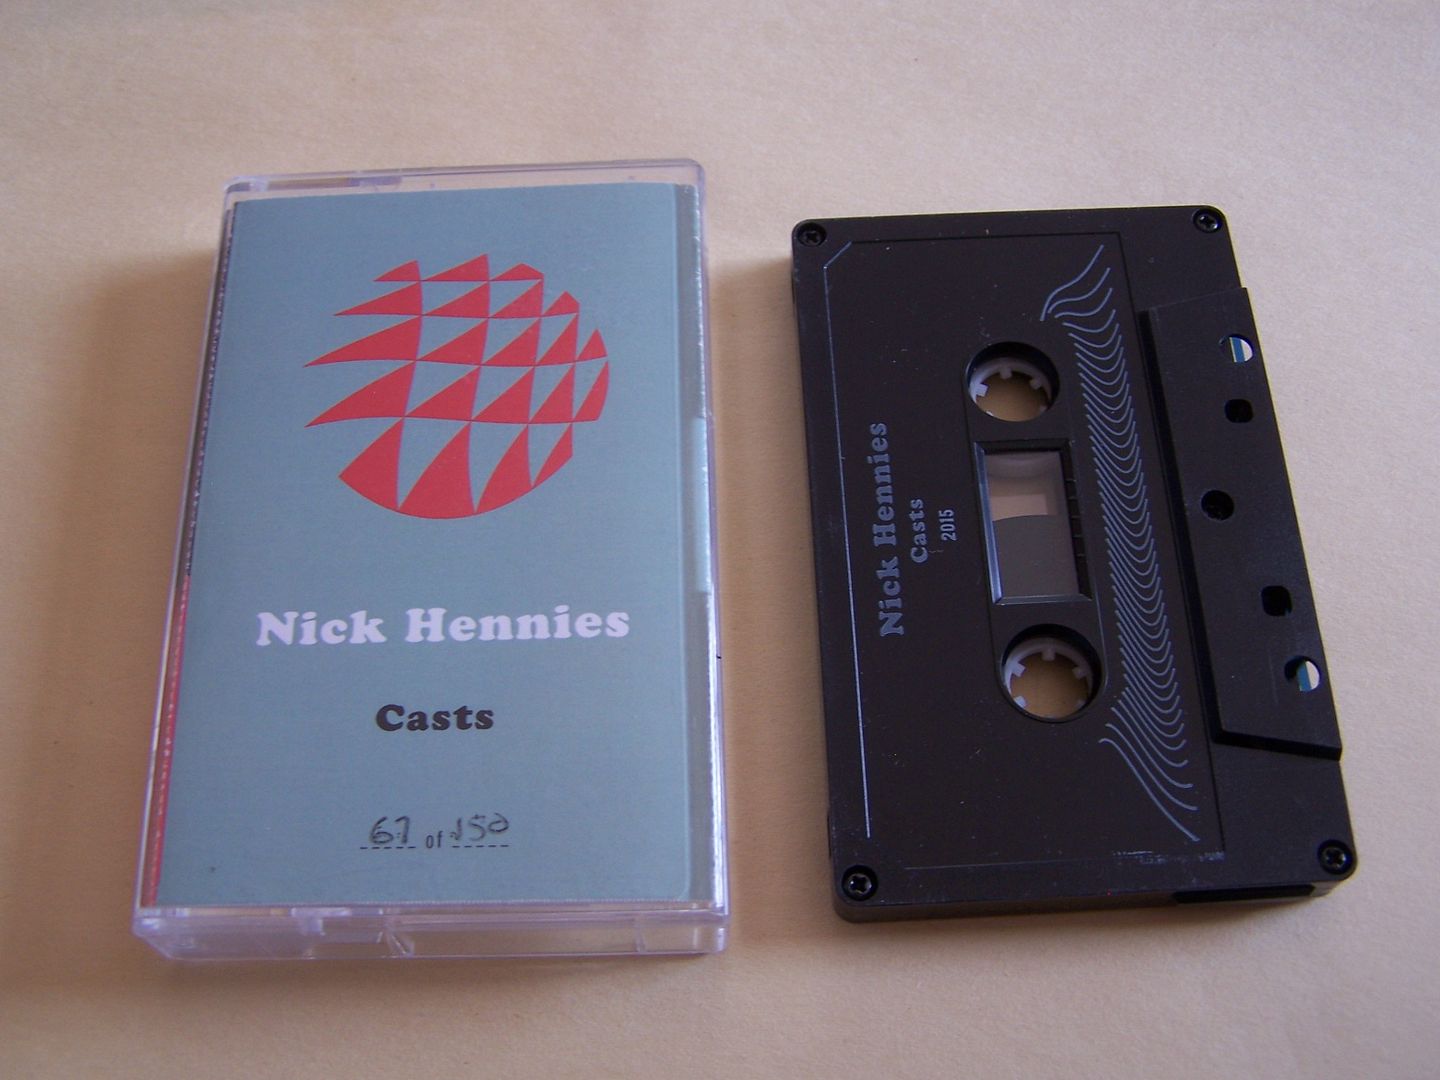 Nick Hennies
Casts
67 of 150
Nick Hennies
Casts
2015